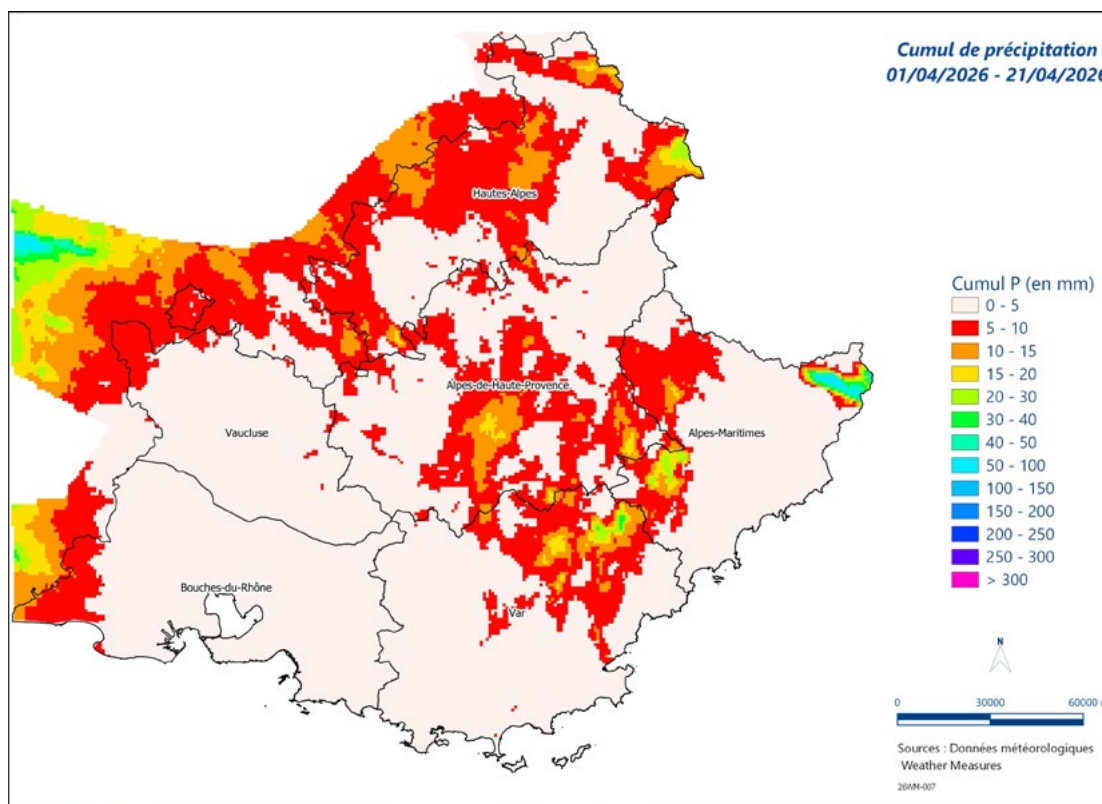 Cumul de précipitation
01/04/2026 - 21/04/2026
Hautes-Alpes
Cumul P (en mm)
0 - 5
5 - 10
10 - 15
15 - 20
20 - 30
30 - 40
40 - 50
50 - 100
100 - 150
150 - 200
200 - 250
250 - 300
> 300
Alpes-de-Haute-Provence
Vaucluse
Alpes-Maritimes
Bouches-du-Rhône
Var
N
0 30000 60000
Sources : Données météorologiques
Weather Measures
26WM-007